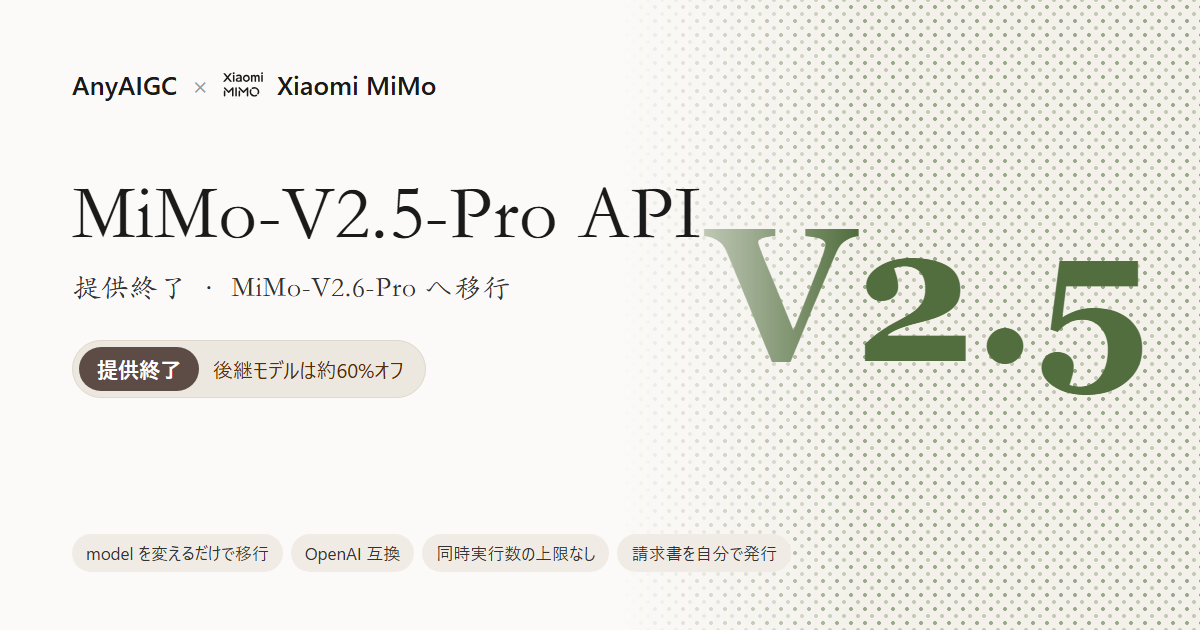 AnyAIGC × Xiaomi MIMO Xiaomi MiMo
MiMo-V2.5-Pro API
提供終了 · MiMo-V2.6-Pro へ移行
V2.5
提供終了 後継モデルは約60%オフ
model を変えるだけで移行 OpenAI 互換 同時実行数の上限なし 請求書を自分で発行